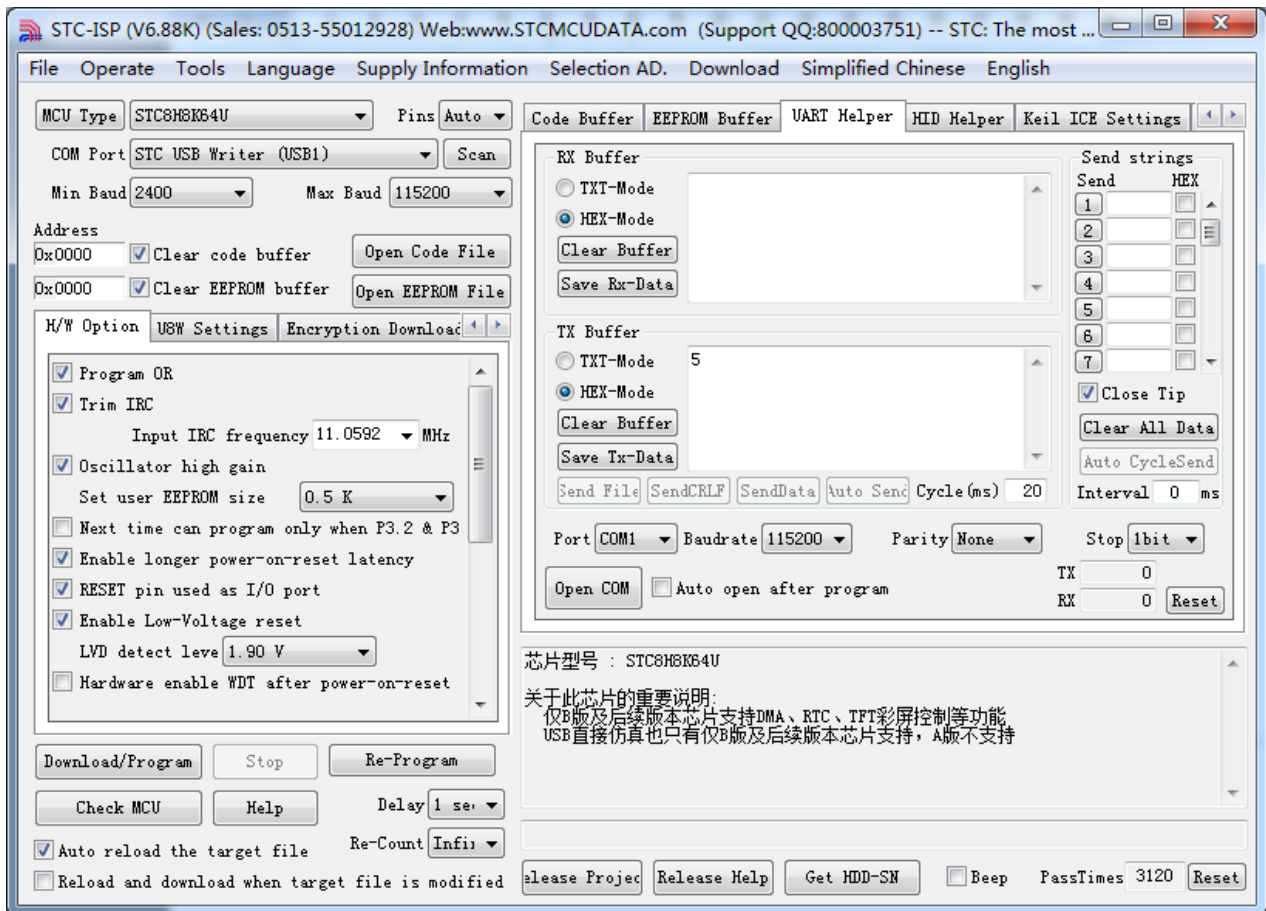 STC-ISP (V6.88K) (Sales: 0513-55012928) Web:www.STCMCUDATA.com (Support QQ:800003751) -- STC: The most ...
File Operate Tools Language Supply Information Selection AD. Download Simplified Chinese English
MCU Type STC8H8K64U Pins Auto
COM Port STC USB Writer (USB1) Scan
Min Baud 2400 Max Baud 115200
Address
0x0000 Clear code buffer Open Code File
0x0000 Clear EEPROM buffer Open EEPROM File
H/W Option U8W Settings Encryption Download
Program OR
Trim IRC
Input IRC frequency 11.0592 MHz
Oscillator high gain
Set user EEPROM size 0.5 K
Next time can program only when P3.2 & P3
Enable longer power-on-reset latency
RESET pin used as I/O port
Enable Low-Voltage reset
LVD detect leve 1.90 V
Hardware enable WDT after power-on-reset
Download/Program Stop Re-Program
Check MCU Help Delay 1 se
Auto reload the target file Re-Count Infi
Reload and download when target file is modified
Code Buffer EEPROM Buffer UART Helper HID Helper Keil ICE Settings
RX Buffer
TXT-Mode
HEX-Mode
Clear Buffer
Save Rx-Data
TX Buffer
TXT-Mode 5
HEX-Mode
Clear Buffer
Save Tx-Data
Send File SendCRLF SendData Auto Send Cycle(ms) 20
Send strings
Send HEX
1
2
3
4
5
6
7
Close Tip
Clear All Data
Auto CycleSend
Interval 0 ms
Port COM1 Baudrate 115200 Parity None Stop 1bit
Open COM Auto open after program
TX 0
RX 0 Reset
芯片型号 : STC8H8K64U
关于此芯片的重要说明:
仅B版及后续版本芯片支持DMA、RTC、TFT彩屏控制等功能
USB直接仿真也只有仅B版及后续版本芯片支持，A版不支持
elease Projec Release Help Get HDD-SN Beep PassTimes 3120 Reset